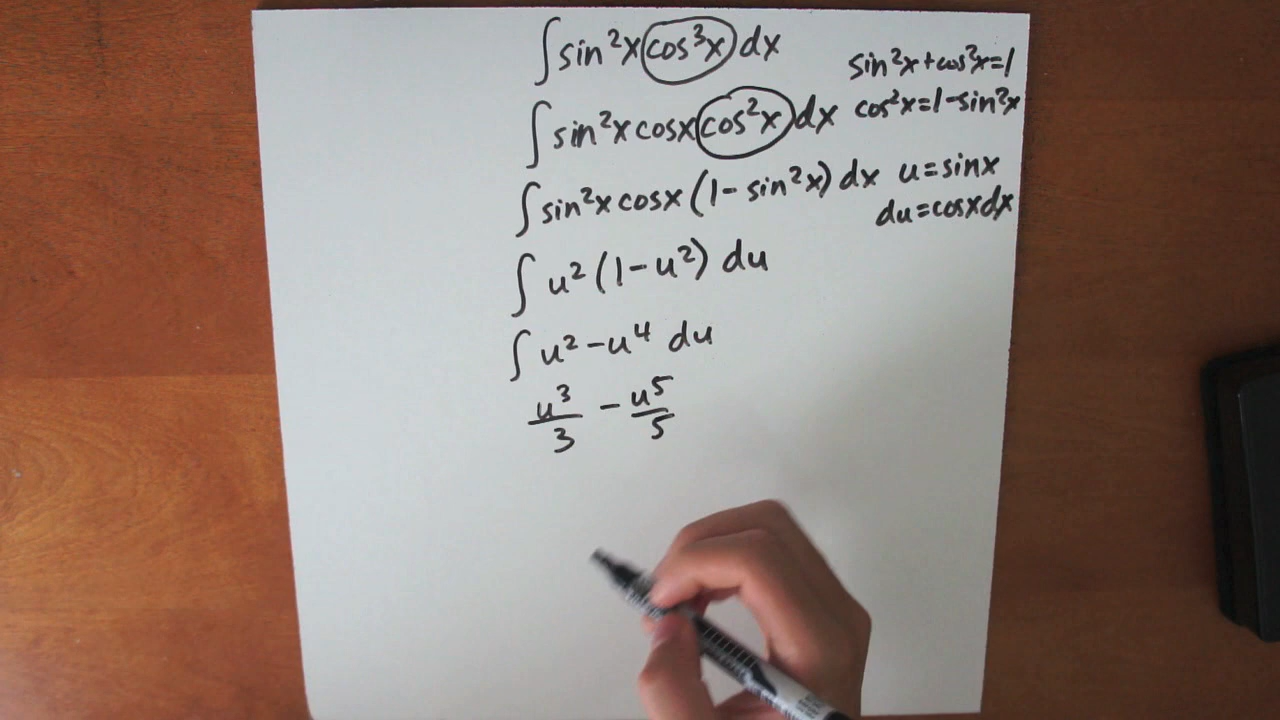 ∫sin²x cos³x dx
sin²x+cos²x=1
∫sin²x cosx cos²x dx
cos²x=1-sin²x
∫sin²x cosx (1-sin²x) dx
u=sinx
du=cosxdx
∫u²(1-u²) du
∫u²-u⁴ du
u³/3 - u⁵/5